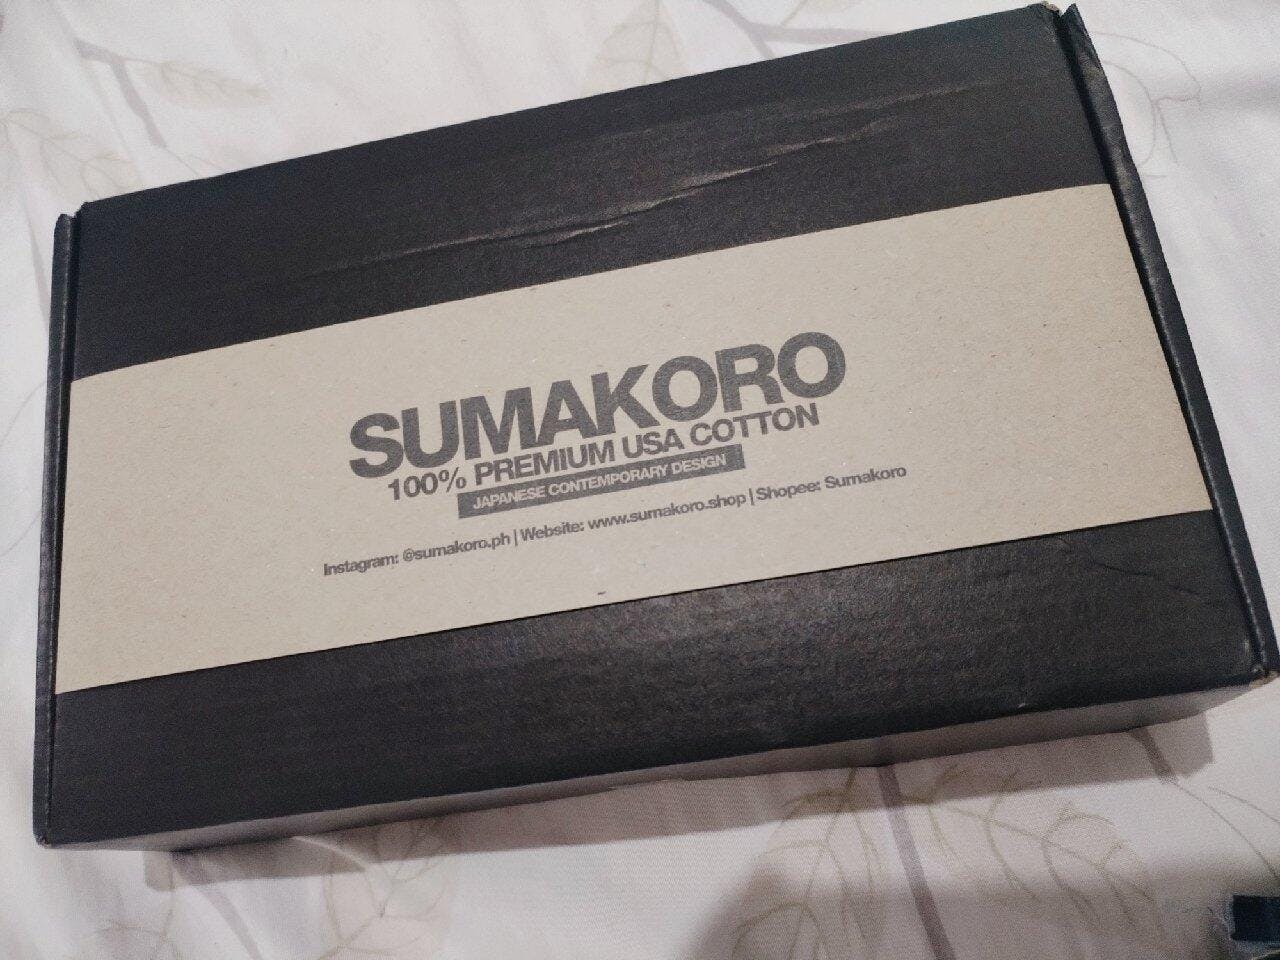 SUMAKORO
100% PREMIUM USA COTTON
JAPANESE CONTEMPORARY DESIGN
Instagram: @sumakoro.ph | Website: www.sumakoro.shop | Shopee: Sumakoro